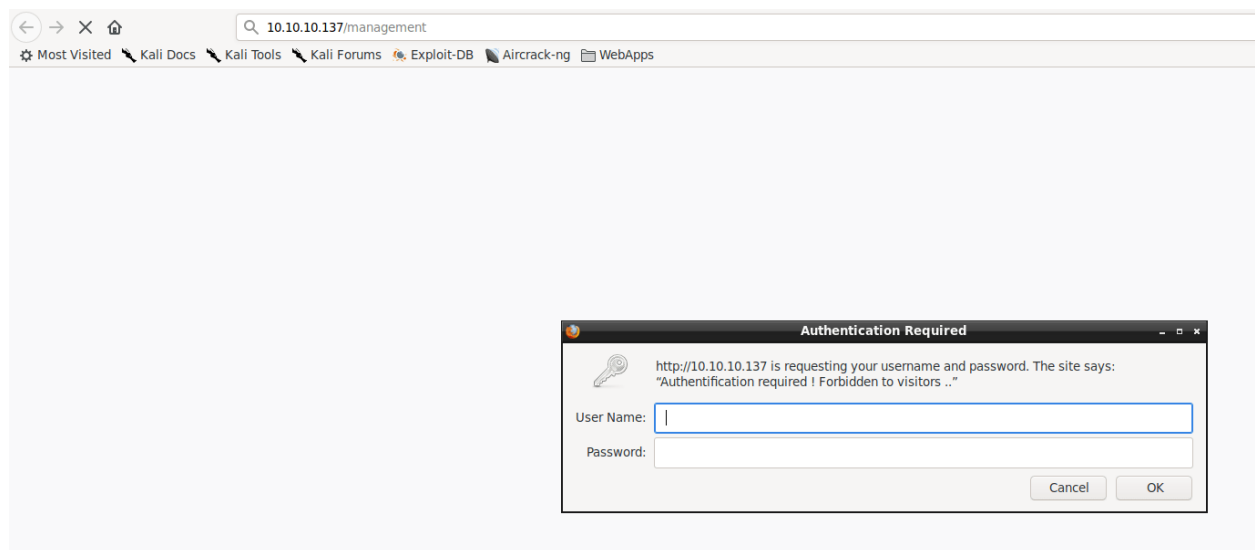 10.10.10.137/management
Most Visited Kali Docs Kali Tools Kali Forums Exploit-DB Aircrack-ng WebApps
Authentication Required
http://10.10.10.137 is requesting your username and password. The site says:
“Authentification required ! Forbidden to visitors ..”
User Name:
Password:
Cancel OK